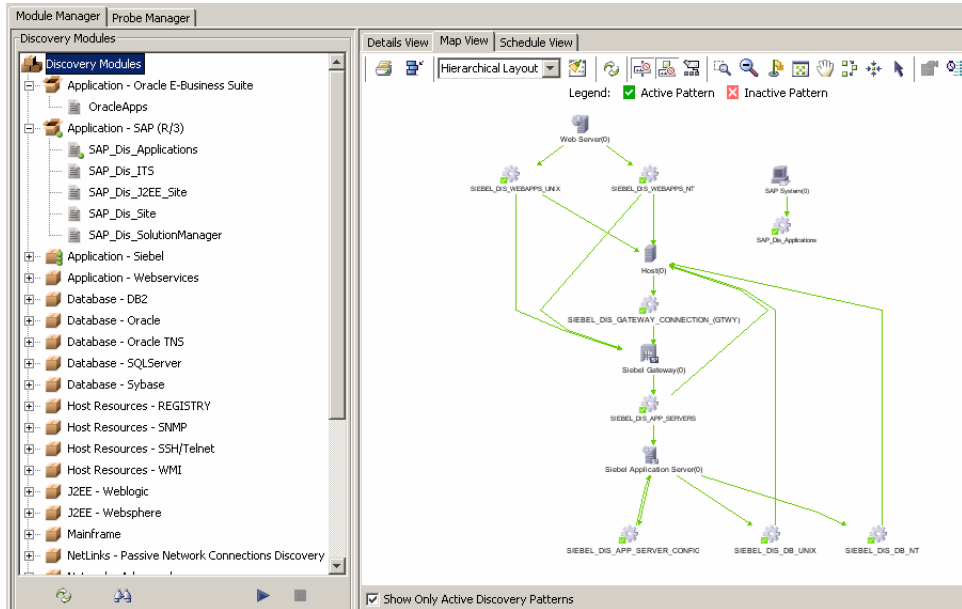 Module Manager
Probe Manager
Discovery Modules
Discovery Modules
Application - Oracle E-Business Suite
OracleApps
Application - SAP (R/3)
SAP_Dis_Applications
SAP_Dis_ITS
SAP_Dis_J2EE_Site
SAP_Dis_Site
SAP_Dis_SolutionManager
Application - Siebel
Application - Webservices
Database - DB2
Database - Oracle
Database - Oracle TNS
Database - SQLServer
Database - Sybase
Host Resources - REGISTRY
Host Resources - SNMP
Host Resources - SSH/Telnet
Host Resources - WMI
J2EE - Weblogic
J2EE - Websphere
Mainframe
NetLinks - Passive Network Connections Discovery
Details View
Map View
Schedule View
Hierarchical Layout
Legend: Active Pattern Inactive Pattern
Web Server(0)
SIEBEL_DIS_WEBAPPS_UNIX
SIEBEL_DIS_WEBAPPS_NT
SAP System(0)
SAP_Dis_Applications
Host(0)
SIEBEL_DIS_GATEWAY_CONNECTION_(GTWY)
Siebel Gateway(0)
SIEBEL_DIS_APP_SERVERS
Siebel Application Server(0)
SIEBEL_DIS_APP_SERVER_CONFIG
SIEBEL_DIS_DB_UNIX
SIEBEL_DIS_DB_NT
Show Only Active Discovery Patterns